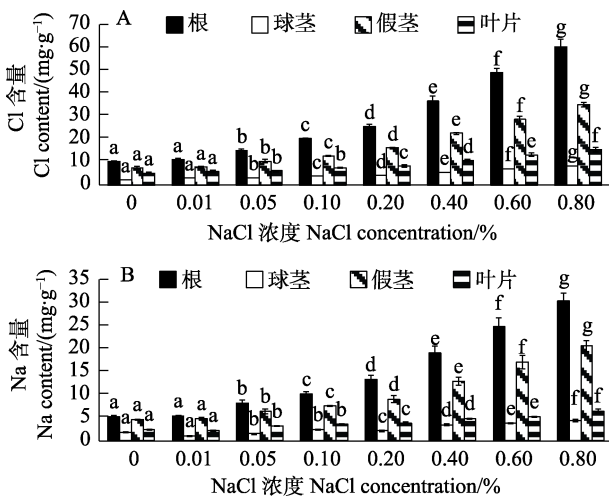 A 根 球茎 假茎 叶片
Cl 含量
Cl content/(mg·g⁻¹)
70
60
50
40
30
20
10
0
a a a a
a a a a
b b b b
c c c b
d d d c
e e e d
f f f e
g g g f
0 0.01 0.05 0.10 0.20 0.40 0.60 0.80
NaCl 浓度 NaCl concentration/%
B 根 球茎 假茎 叶片
Na 含量
Na content/(mg·g⁻¹)
35
30
25
20
15
10
5
0
a a a a
a a a a
b b b b
c c c b
d c d c
e d e d
f e f e
g f g f
0 0.01 0.05 0.10 0.20 0.40 0.60 0.80
NaCl 浓度 NaCl concentration/%